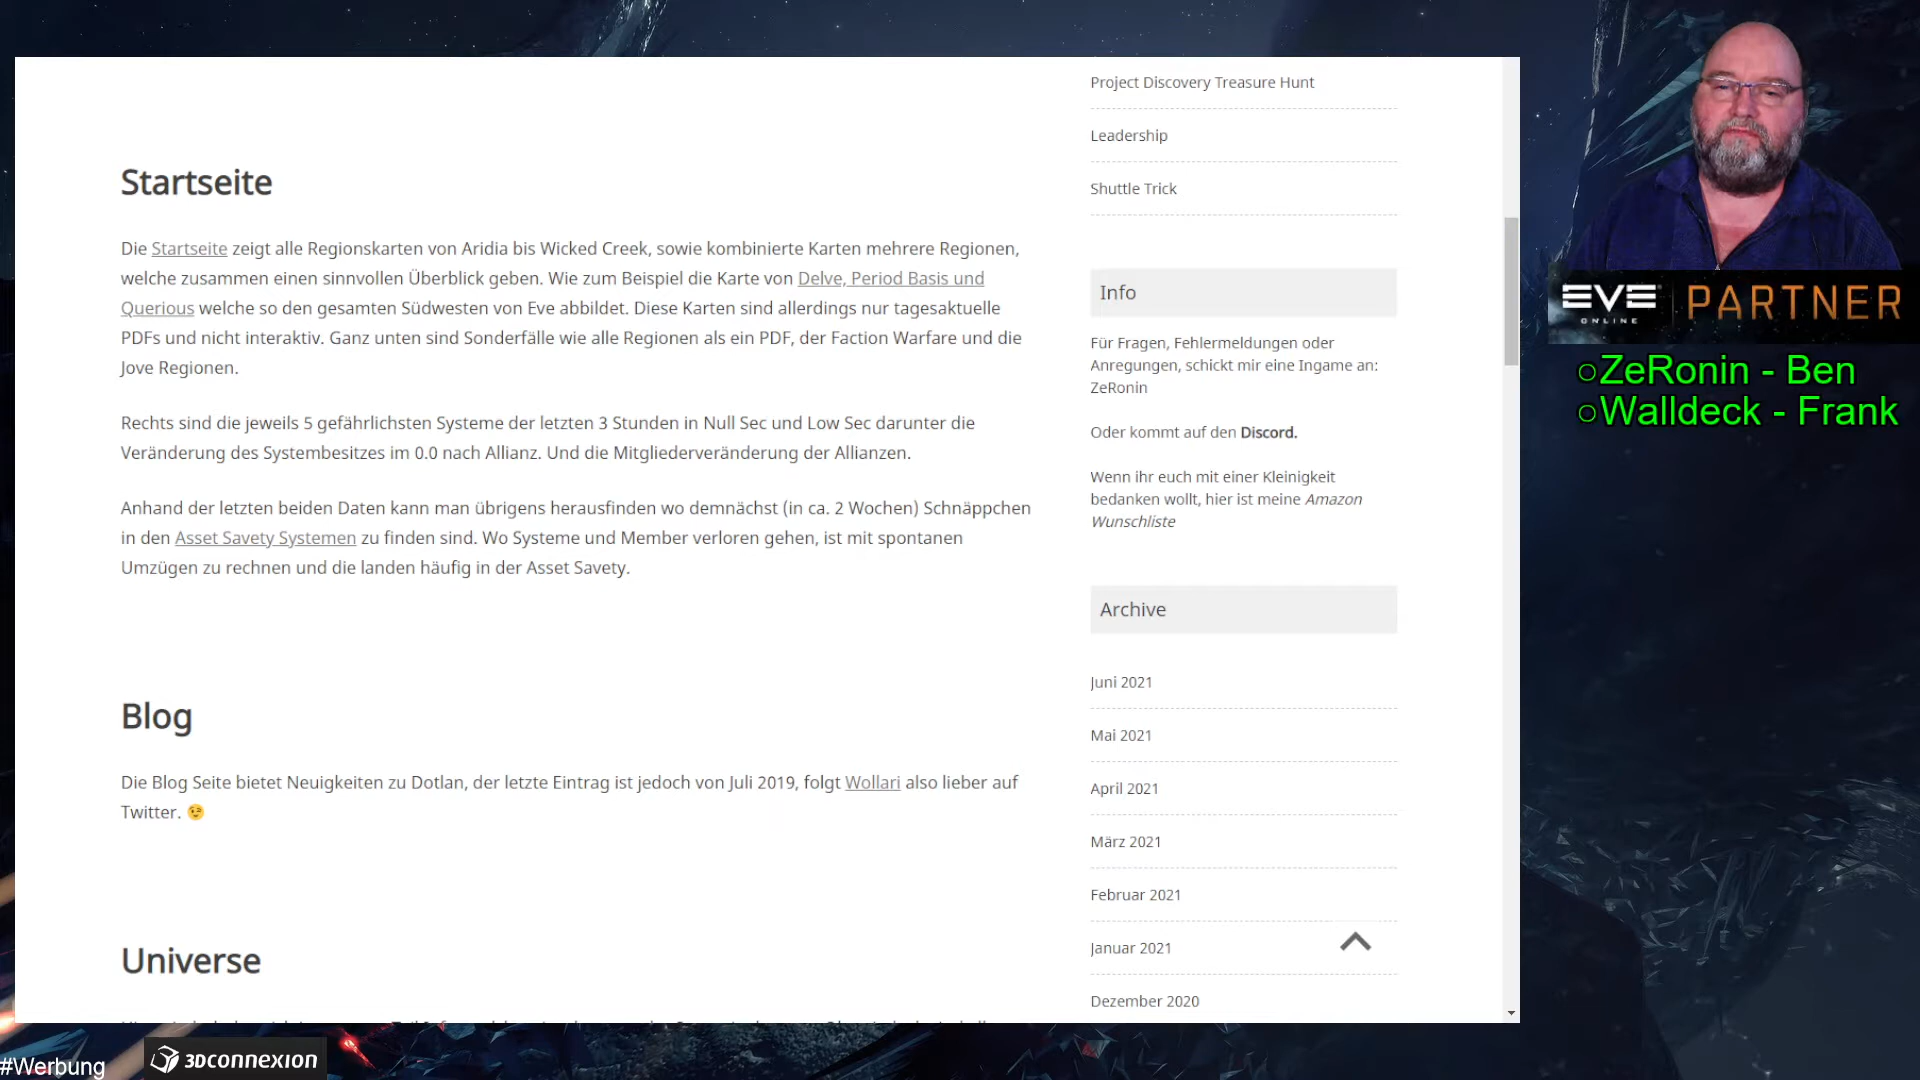 Startseite
Die Startseite zeigt alle Regionskarten von Aridia bis Wicked Creek, sowie kombinierte Karten mehrere Regionen,
welche zusammen einen sinnvollen Überblick geben. Wie zum Beispiel die Karte von Delve, Period Basis und
Querious welche so den gesamten Südwesten von Eve abbildet. Diese Karten sind allerdings nur tagesaktuelle
PDFs und nicht interaktiv. Ganz unten sind Sonderfälle wie alle Regionen als ein PDF, der Faction Warfare und die
Jove Regionen.
Rechts sind die jeweils 5 gefährlichsten Systeme der letzten 3 Stunden in Null Sec und Low Sec darunter die
Veränderung des Systembesitzes im 0.0 nach Allianz. Und die Mitgliederveränderung der Allianzen.
Anhand der letzten beiden Daten kann man übrigens herausfinden wo demnächst (in ca. 2 Wochen) Schnäppchen
in den Asset Savety Systemen zu finden sind. Wo Systeme und Member verloren gehen, ist mit spontanen
Umzügen zu rechnen und die landen häufig in der Asset Savety.
Blog
Die Blog Seite bietet Neuigkeiten zu Dotlan, der letzte Eintrag ist jedoch von Juli 2019, folgt Wollari also lieber auf
Twitter. 😉
Universe
Project Discovery Treasure Hunt
Leadership
Shuttle Trick
Info
Für Fragen, Fehlermeldungen oder
Anregungen, schickt mir eine Ingame an:
ZeRonin
Oder kommt auf den Discord.
Wenn ihr euch mit einer Kleinigkeit
bedanken wollt, hier ist meine Amazon
Wunschliste
Archive
Juni 2021
Mai 2021
April 2021
März 2021
Februar 2021
Januar 2021
Dezember 2020
EVE ONLINE PARTNER
○ZeRonin - Ben
○Walldeck - Frank
#Werbung
3Dconnexion